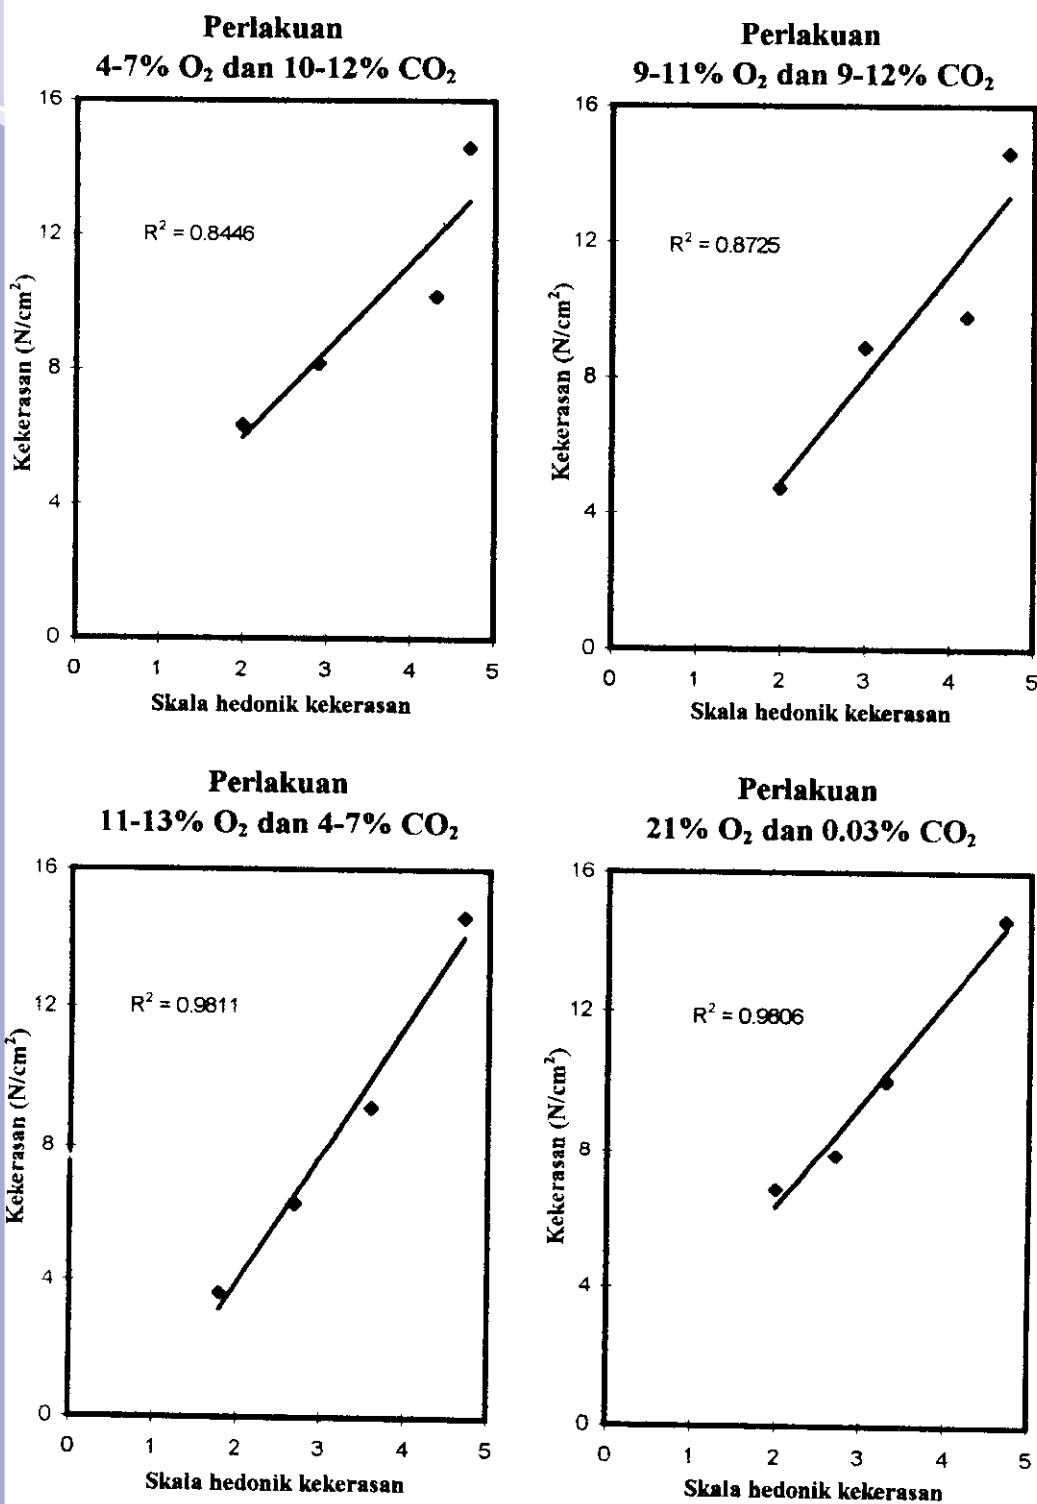 Perlakuan
4-7% O₂ dan 10-12% CO₂
16
12
8
4
0
R² = 0.8446
Kekerasan (N/cm²)
0 1 2 3 4 5
Skala hedonik kekerasan
Perlakuan
9-11% O₂ dan 9-12% CO₂
16
12
8
4
0
R² = 0.8725
Kekerasan (N/cm²)
0 1 2 3 4 5
Skala hedonik kekerasan
Perlakuan
11-13% O₂ dan 4-7% CO₂
16
12
8
4
0
R² = 0.9811
Kekerasan (N/cm²)
0 1 2 3 4 5
Skala hedonik kekerasan
Perlakuan
21% O₂ dan 0.03% CO₂
16
12
8
4
0
R² = 0.9806
Kekerasan (N/cm²)
0 1 2 3 4 5
Skala hedonik kekerasan